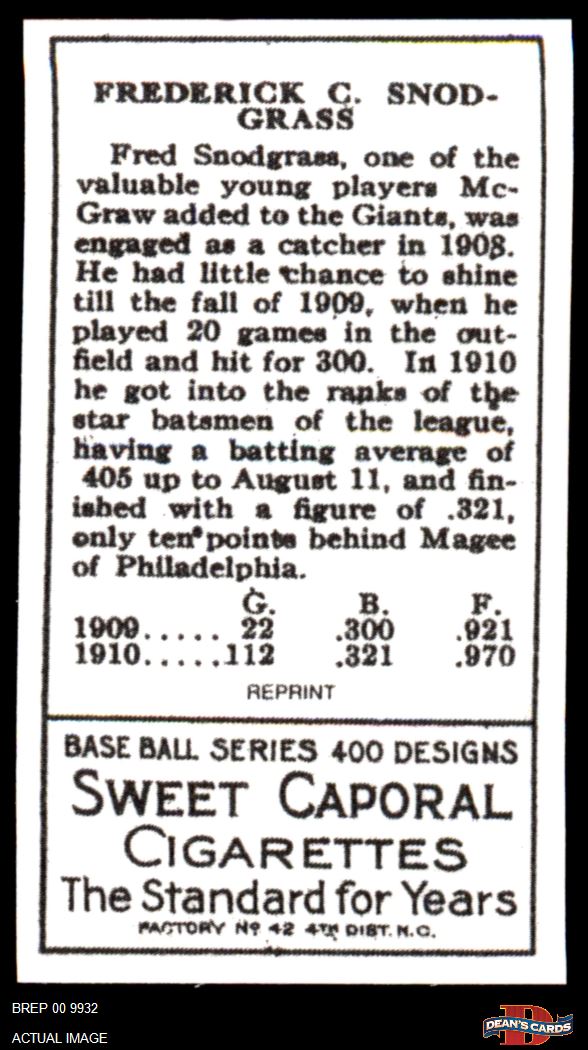 FREDERICK C. SNOD-
GRASS
Fred Snodgrass, one of the
valuable young players Mc-
Graw added to the Giants, was
engaged as a catcher in 1908.
He had little chance to shine
till the fall of 1909, when he
played 20 games in the out-
field and hit for 300. In 1910
he got into the ranks of the
star batsmen of the league,
having a batting average of
405 up to August 11, and fin-
ished with a figure of .321,
only ten points behind Magee
of Philadelphia.
G. B. F.
1909..... 22 .300 .921
1910.....112 .321 .970
REPRINT
BASE BALL SERIES 400 DESIGNS
SWEET CAPORAL
CIGARETTES
The Standard for Years
FACTORY Nº 42 4TH DIST. N.C.
BREP 00 9932
ACTUAL IMAGE
D
DEAN'S CARDS